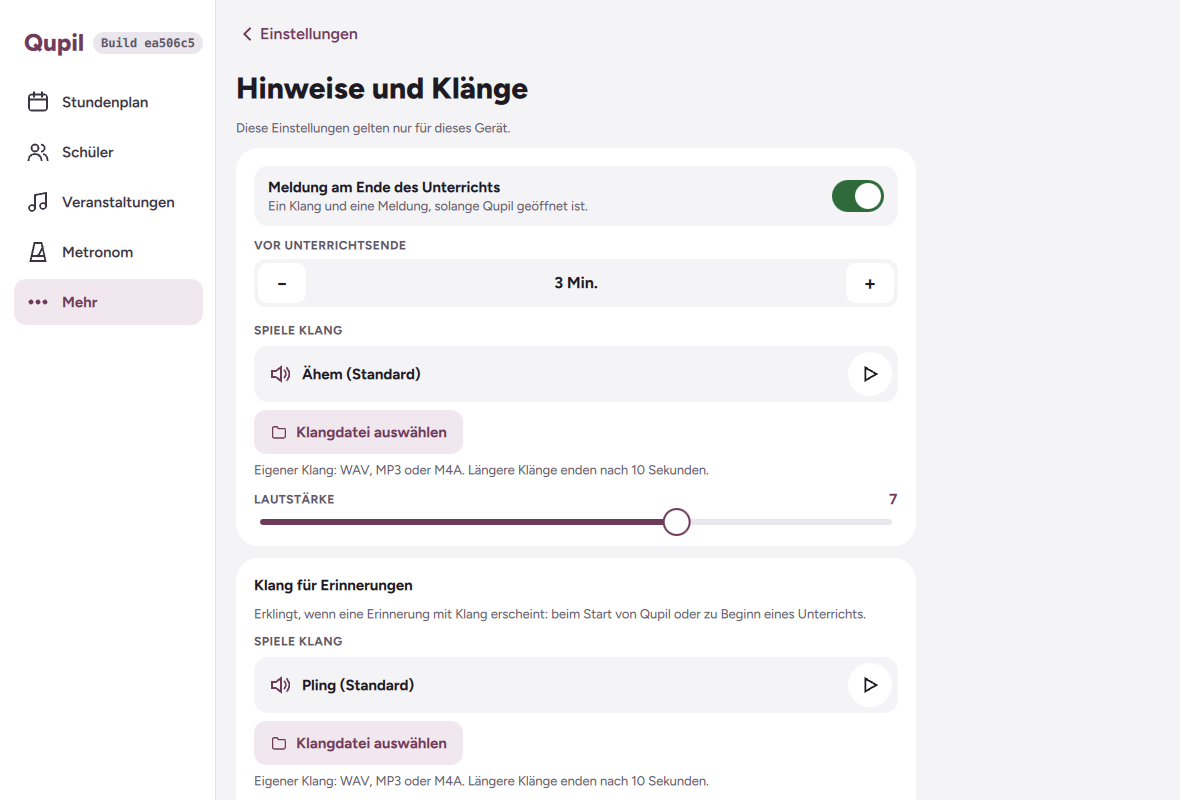 Qupil
Build ea506c5
Stundenplan
Schüler
Veranstaltungen
Metronom
Mehr
Einstellungen
Hinweise und Klänge
Diese Einstellungen gelten nur für dieses Gerät.
Meldung am Ende des Unterrichts
Ein Klang und eine Meldung, solange Qupil geöffnet ist.
VOR UNTERRICHTSENDE
− 3 Min. +
SPIELE KLANG
Ähem (Standard)
Klangdatei auswählen
Eigener Klang: WAV, MP3 oder M4A. Längere Klänge enden nach 10 Sekunden.
LAUTSTÄRKE 7
Klang für Erinnerungen
Erklingt, wenn eine Erinnerung mit Klang erscheint: beim Start von Qupil oder zu Beginn eines Unterrichts.
SPIELE KLANG
Pling (Standard)
Klangdatei auswählen
Eigener Klang: WAV, MP3 oder M4A. Längere Klänge enden nach 10 Sekunden.